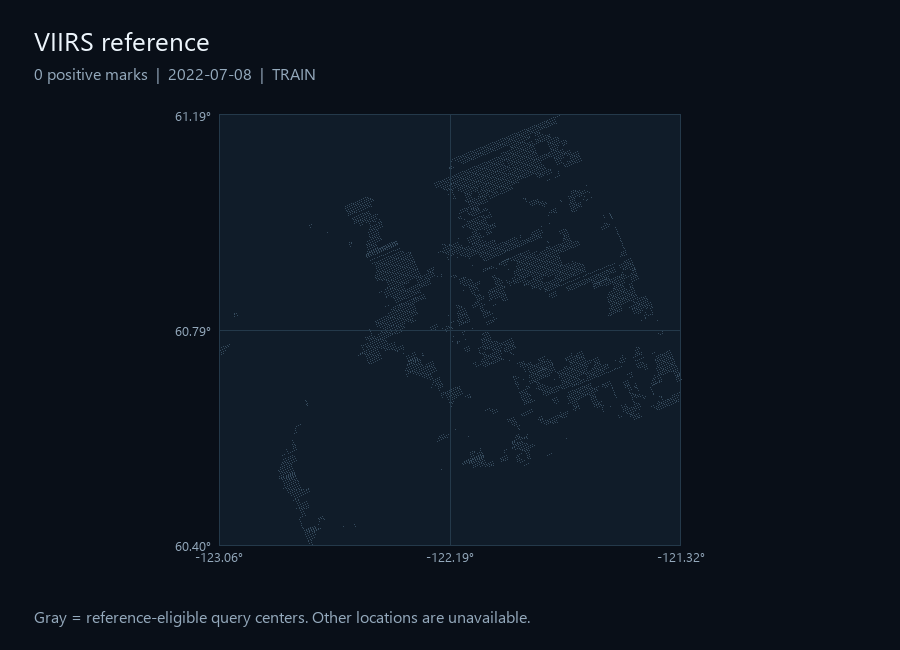 VIIRS reference
0 positive marks | 2022-07-08 | TRAIN
61.19°
60.79°
60.40°
-123.06° -122.19° -121.32°
Gray = reference-eligible query centers. Other locations are unavailable.